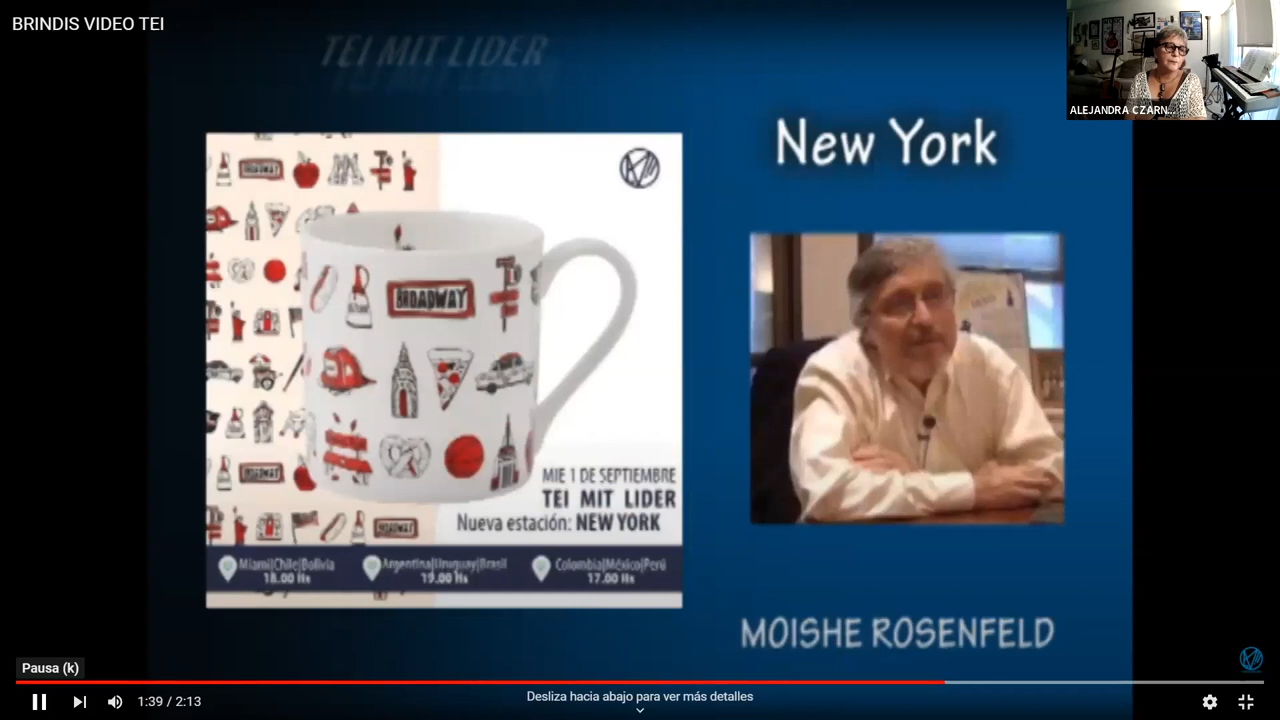 BRINDIS VIDEO TEI
ALEJANDRA CZARN...
TEI MIT LIDER
New York
BROADWAY
BROADWAY
BROADWAY
BROADWAY
MIE 1 DE SEPTIEMBRE
TEI MIT LIDER
Nueva estación: NEW YORK
Miami|Chile|Bolivia
18.00 Hs
Argentina|Uruguay|Brasil
19.00 Hs
Colombia|México|Perú
17.00 Hs
MOISHE ROSENFELD
Pausa (k)
1:39 / 2:13
Desliza hacia abajo para ver más detalles